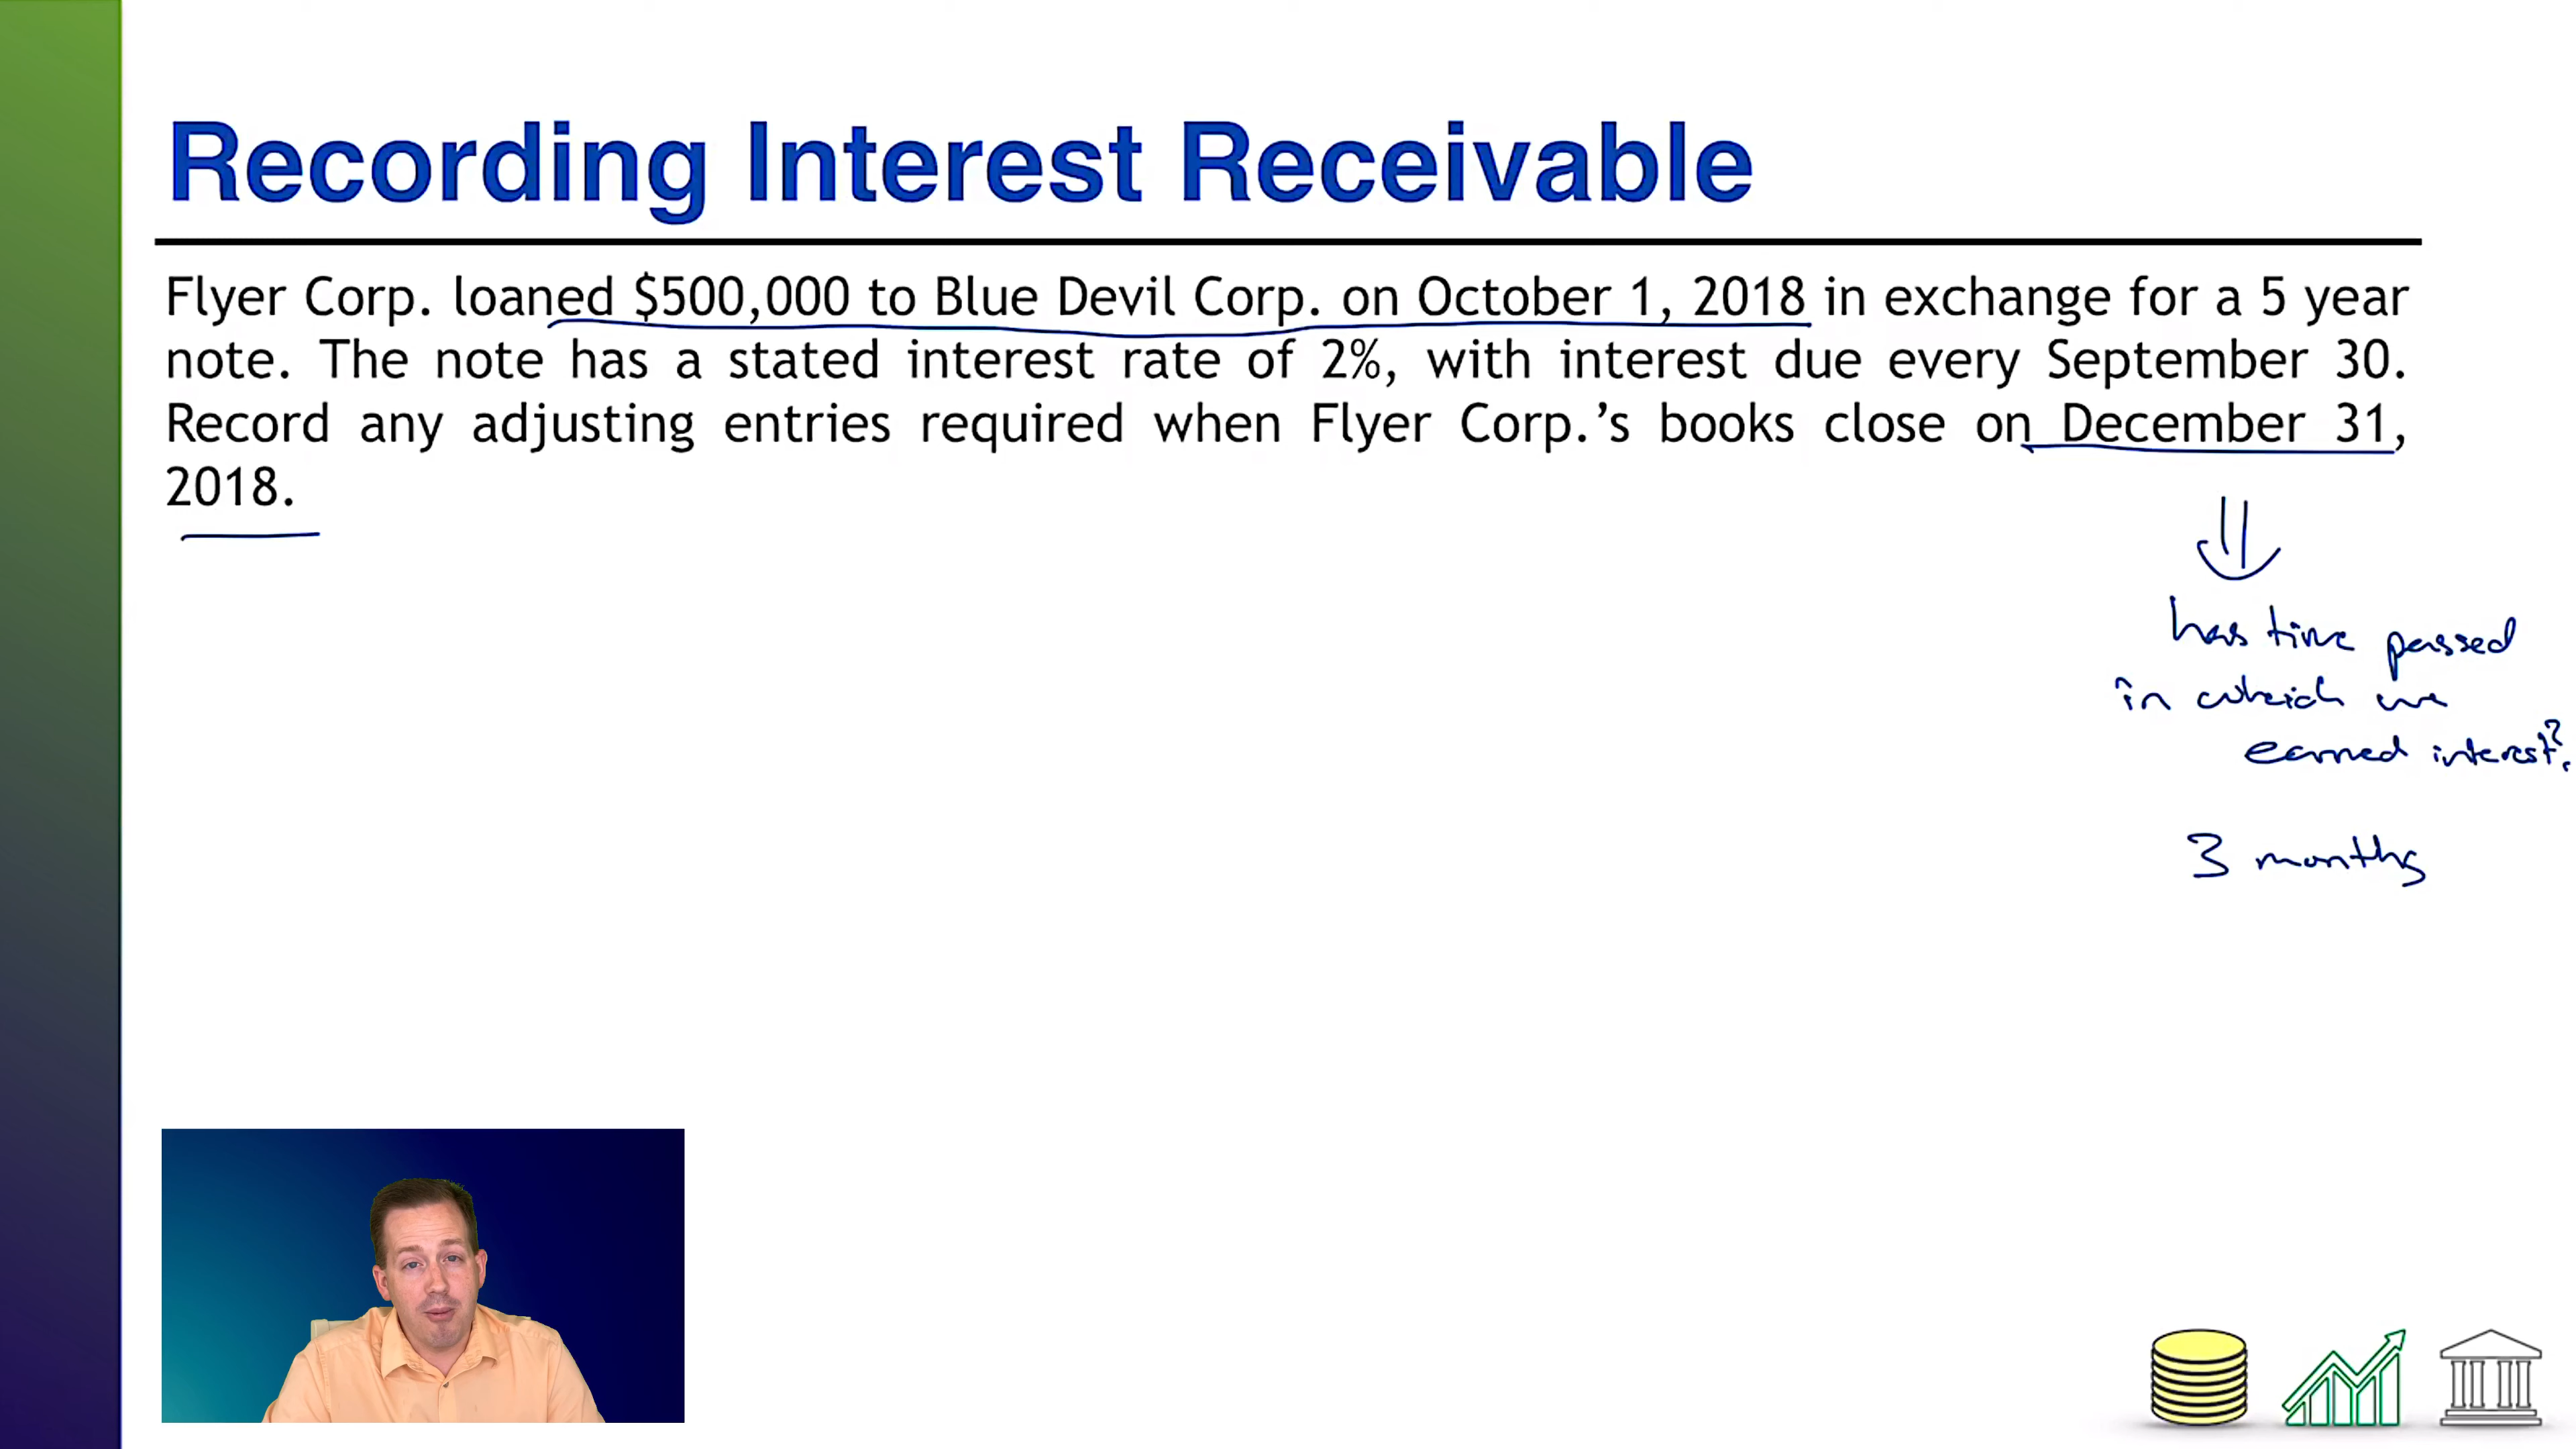 Recording Interest Receivable
Flyer Corp. loaned $500,000 to Blue Devil Corp. on October 1, 2018 in exchange for a 5 year
note. The note has a stated interest rate of 2%, with interest due every September 30.
Record any adjusting entries required when Flyer Corp.’s books close on December 31,
2018.
has time passed
in which we
earned interest?
3 months